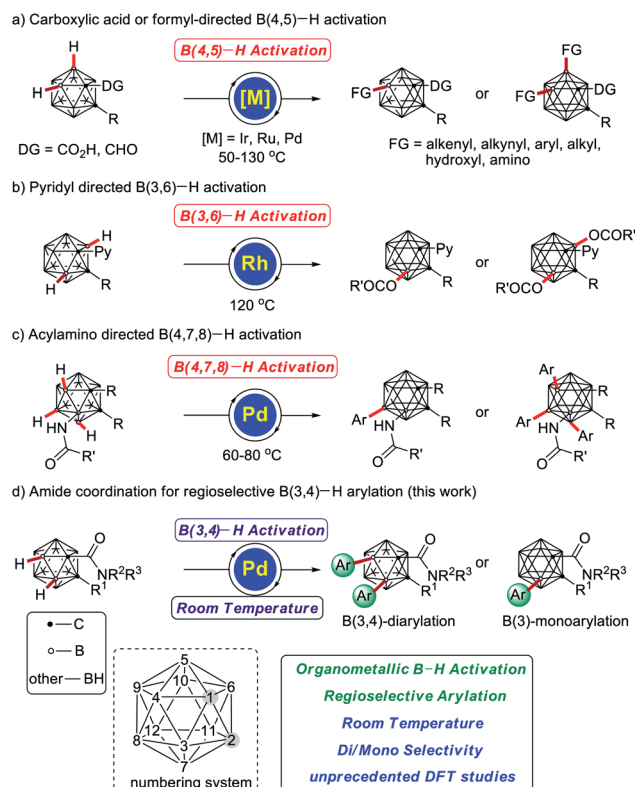 a) Carboxylic acid or formyl-directed B(4,5)−H activation
H
B(4,5)−H Activation
FG
H
DG
[M]
FG
DG
or
FG
DG
R
R
R
DG = CO2H, CHO
[M] = Ir, Ru, Pd
50-130 °C
FG = alkenyl, alkynyl, aryl, alkyl,
hydroxyl, amino
b) Pyridyl directed B(3,6)−H activation
H
B(3,6)−H Activation
OCOR'
Py
Rh
Py
or
Py
H
R
R'OCO
R
R'OCO
R
120 °C
c) Acylamino directed B(4,7,8)−H activation
H
B(4,7,8)−H Activation
Ar
R
R
R
H
R
Pd
Ar
R
or
R
HN
H
HN
HN
Ar
Ar
O
R'
60-80 °C
O
R'
O
R'
d) Amide coordination for regioselective B(3,4)−H arylation (this work)
B(3,4)−H Activation
H
O
Ar
O
or
O
H
NR2R3
Pd
Ar
NR2R3
Ar
NR2R3
R1
R1
R1
Room Temperature
B(3,4)-diarylation
B(3)-monoarylation
C
B
other — BH
5
9
10
6
4
1
12
11
8
3
2
7
numbering system
Organometallic B−H Activation
Regioselective Arylation
Room Temperature
Di/Mono Selectivity
unprecedented DFT studies